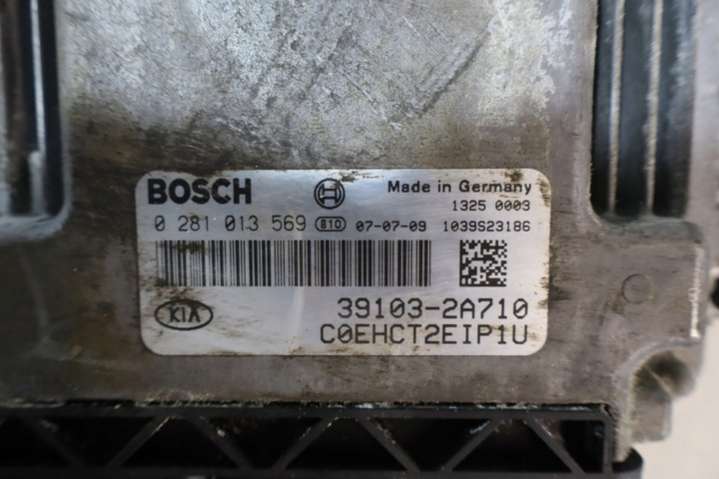 BOSCH Made in Germany
1325 0003
0 281 013 569 810 07-07-09 1039S23186
39103-2A710
KIA C0EHCT2EIP1U